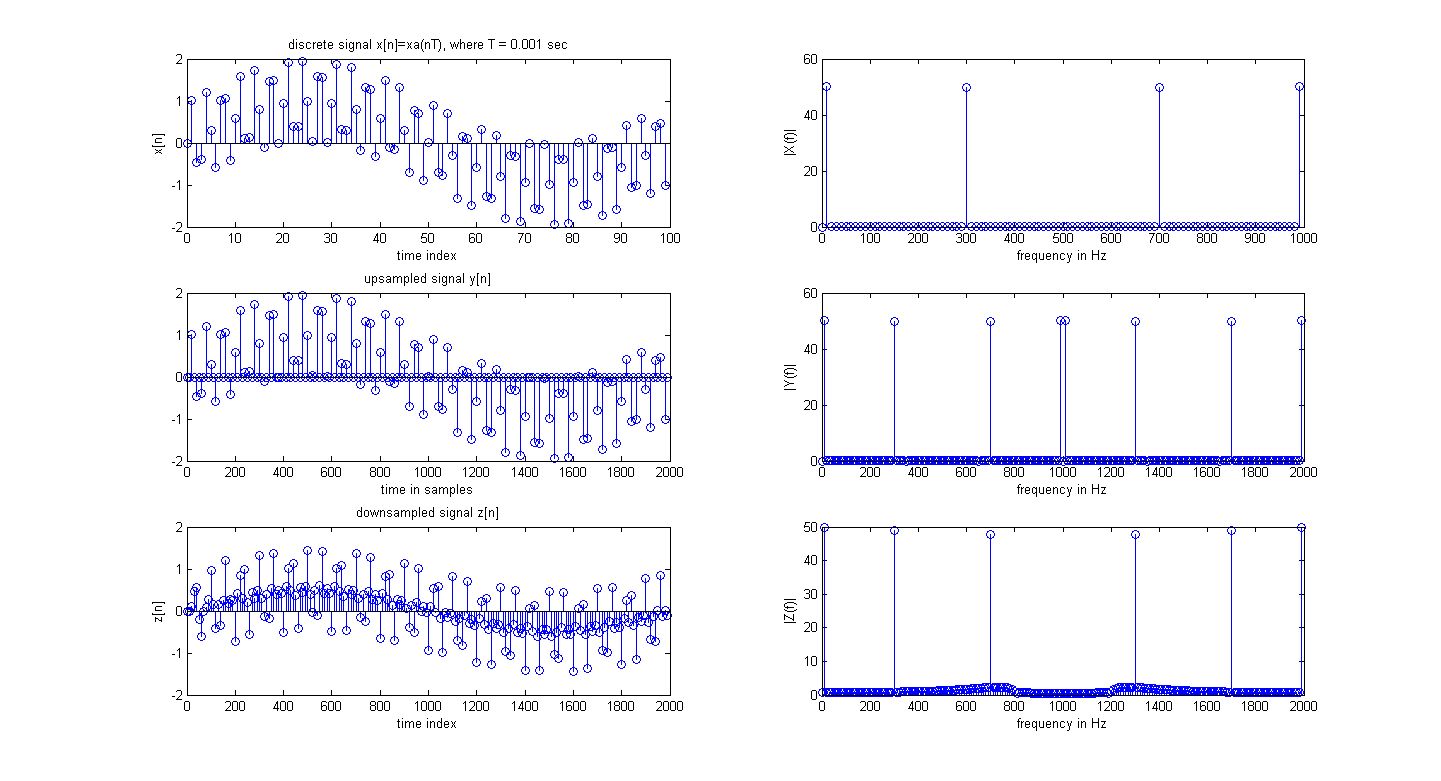 discrete signal x[n]=xa(nT), where T = 0.001 sec
2
1
0
-1
-2
x[n]
0 10 20 30 40 50 60 70 80 90 100
time index
60
40
20
0
|X(f)|
0 100 200 300 400 500 600 700 800 900 1000
frequency in Hz
upsampled signal y[n]
2
1
0
-1
-2
0 200 400 600 800 1000 1200 1400 1600 1800 2000
time in samples
60
40
20
0
|Y(f)|
0 200 400 600 800 1000 1200 1400 1600 1800 2000
frequency in Hz
downsampled signal z[n]
2
1
0
-1
-2
z[n]
0 200 400 600 800 1000 1200 1400 1600 1800 2000
time index
50
40
30
20
10
0
|Z(f)|
0 200 400 600 800 1000 1200 1400 1600 1800 2000
frequency in Hz